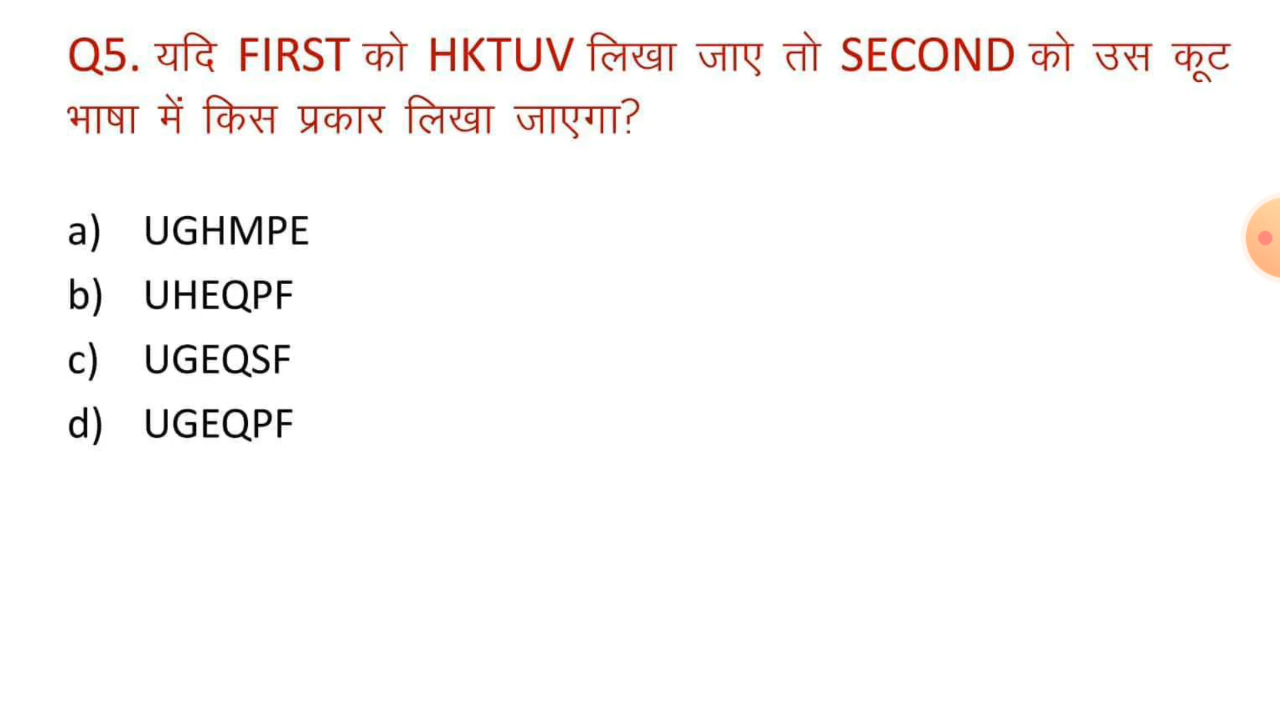 Q5. यदि FIRST को HKTUV लिखा जाए तो SECOND को उस कूट
भाषा में किस प्रकार लिखा जाएगा?
a) UGHMPE
b) UHEQPF
c) UGEQSF
d) UGEQPF